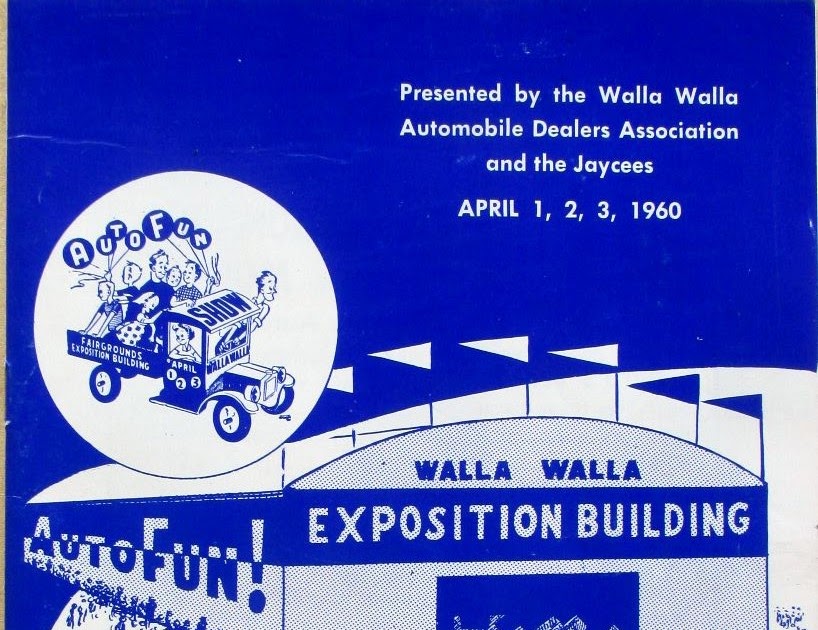 Presented by the Walla Walla
Automobile Dealers Association
and the Jaycees
APRIL 1, 2, 3, 1960
AUTO FUN
SHOW
FAIRGROUNDS
EXPOSITION BUILDING
APRIL
1 2 3
WALLA WALLA
WALLA WALLA
EXPOSITION BUILDING
AUTO FUN!